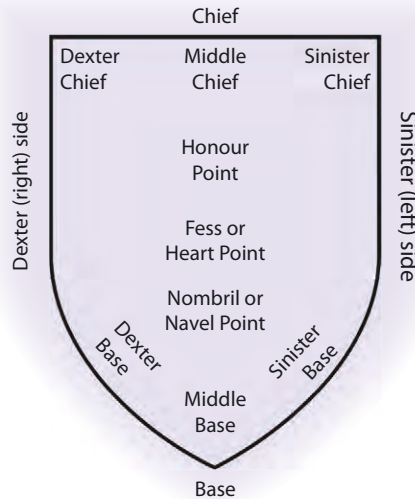 Chief
Dexter
Chief
Middle
Chief
Sinister
Chief
Dexter (right) side
Sinister (left) side
Honour
Point
Fess or
Heart Point
Nombril or
Navel Point
Dexter
Base
Sinister
Base
Middle
Base
Base